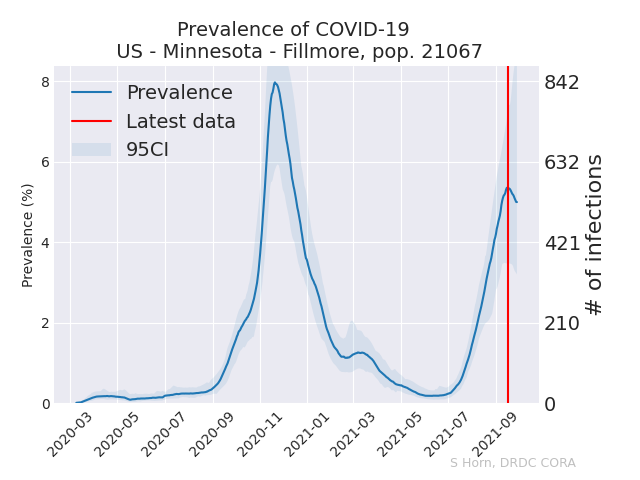 Prevalence of COVID-19
US - Minnesota - Fillmore, pop. 21067
Prevalence
Latest data
95CI
Prevalence (%)
8
6
4
2
0
842
632
421
210
0
# of infections
2020-03
2020-05
2020-07
2020-09
2020-11
2021-01
2021-03
2021-05
2021-07
2021-09
S Horn, DRDC CORA